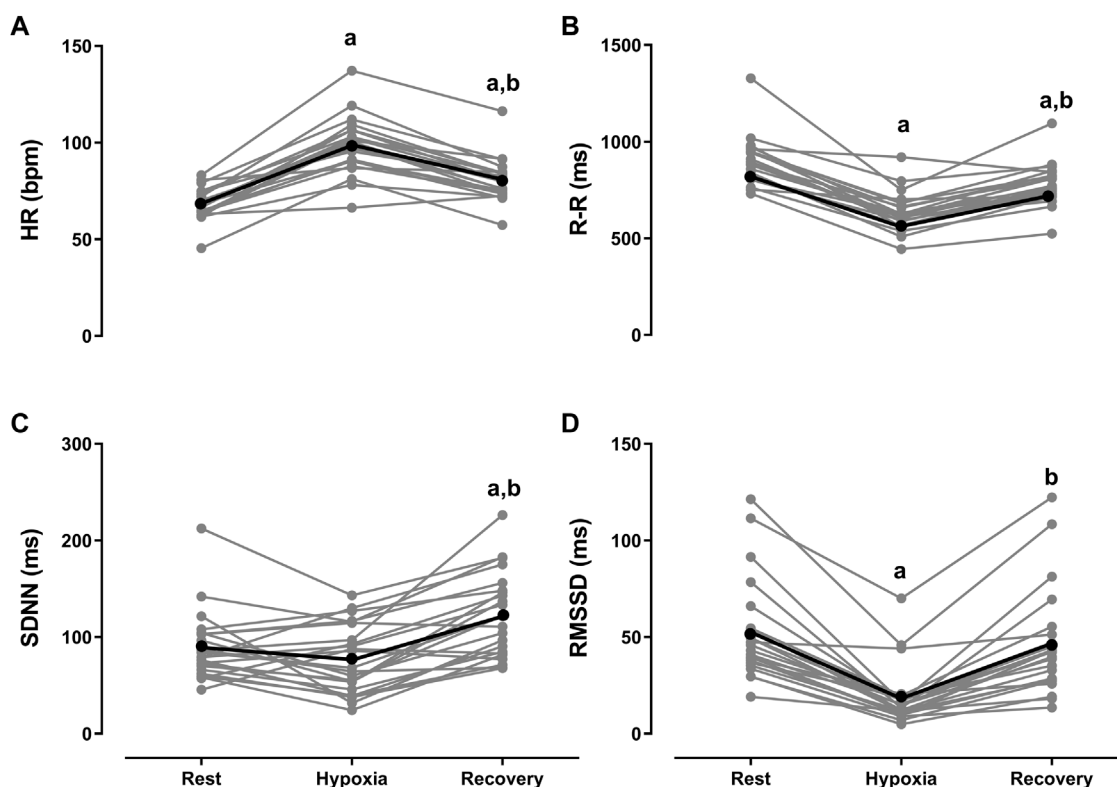 A
HR (bpm)
150
100
50
0
a
a,b
B
R-R (ms)
1500
1000
500
0
a
a,b
C
SDNN (ms)
300
200
100
0
a,b
Rest
Hypoxia
Recovery
D
RMSSD (ms)
150
100
50
0
a
b
Rest
Hypoxia
Recovery